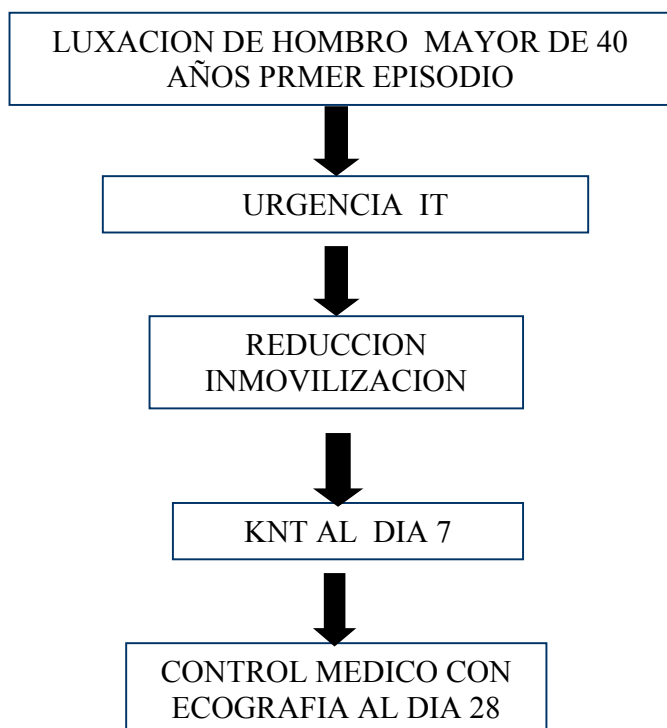 LUXACION DE HOMBRO MAYOR DE 40
AÑOS PRMER EPISODIO
URGENCIA IT
REDUCCION
INMOVILIZACION
KNT AL DIA 7
CONTROL MEDICO CON
ECOGRAFIA AL DIA 28